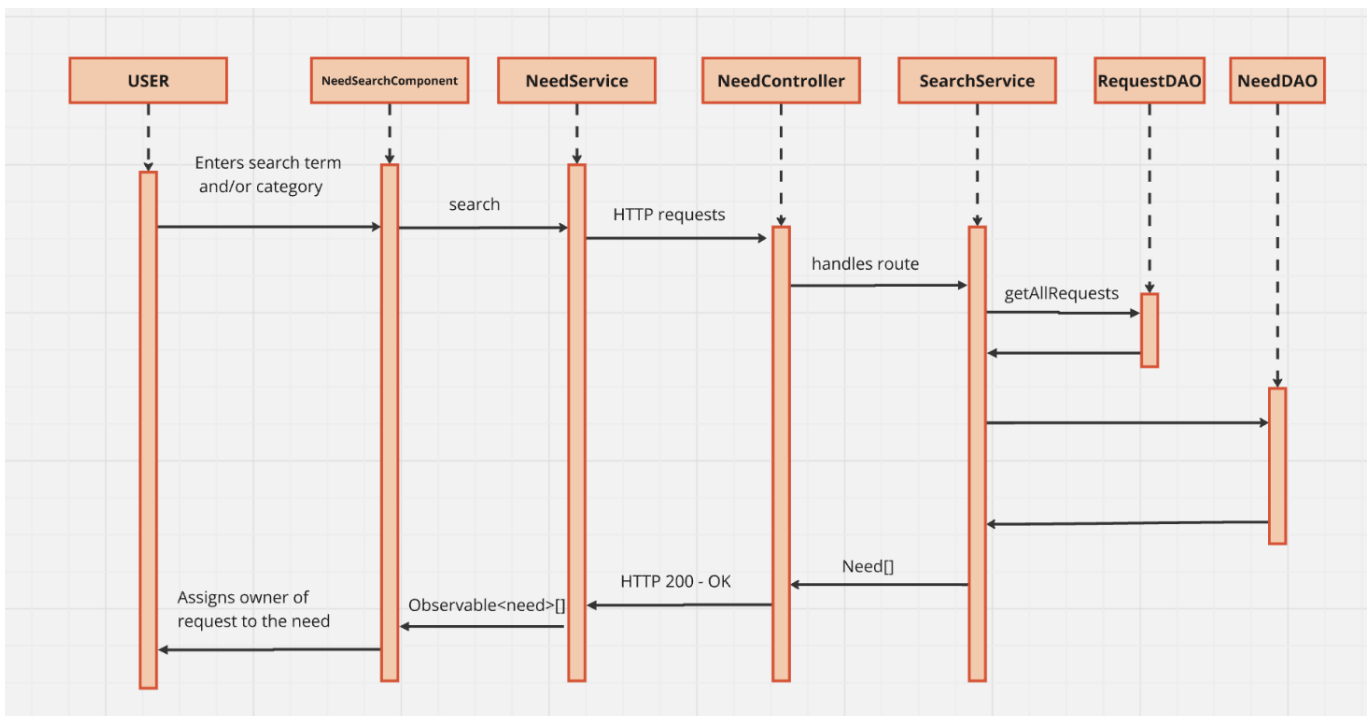 USER
NeedSearchComponent
NeedService
NeedController
SearchService
RequestDAO
NeedDAO
Enters search term
and/or category
search
HTTP requests
handles route
getAllRequests
Need[]
HTTP 200 - OK
Observable<need>[]
Assigns owner of
request to the need